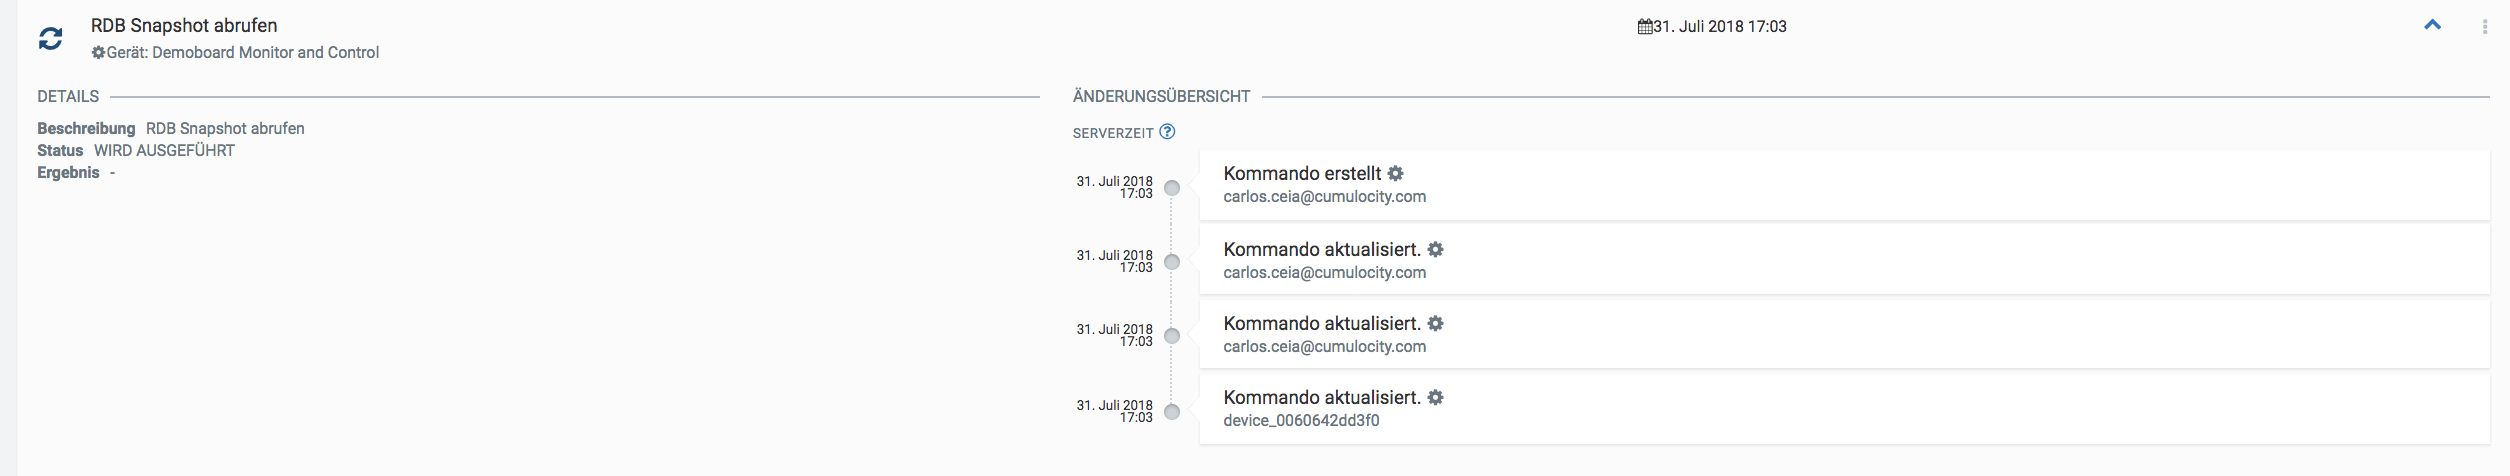 RDB Snapshot abrufen
Gerät: Demoboard Monitor and Control
31. Juli 2018 17:03
DETAILS
Beschreibung RDB Snapshot abrufen
Status WIRD AUSGEFÜHRT
Ergebnis -
ÄNDERUNGSÜBERSICHT
SERVERZEIT
31. Juli 2018
17:03
Kommando erstellt
carlos.ceia@cumulocity.com
31. Juli 2018
17:03
Kommando aktualisiert.
carlos.ceia@cumulocity.com
31. Juli 2018
17:03
Kommando aktualisiert.
carlos.ceia@cumulocity.com
31. Juli 2018
17:03
Kommando aktualisiert.
device_0060642dd3f0